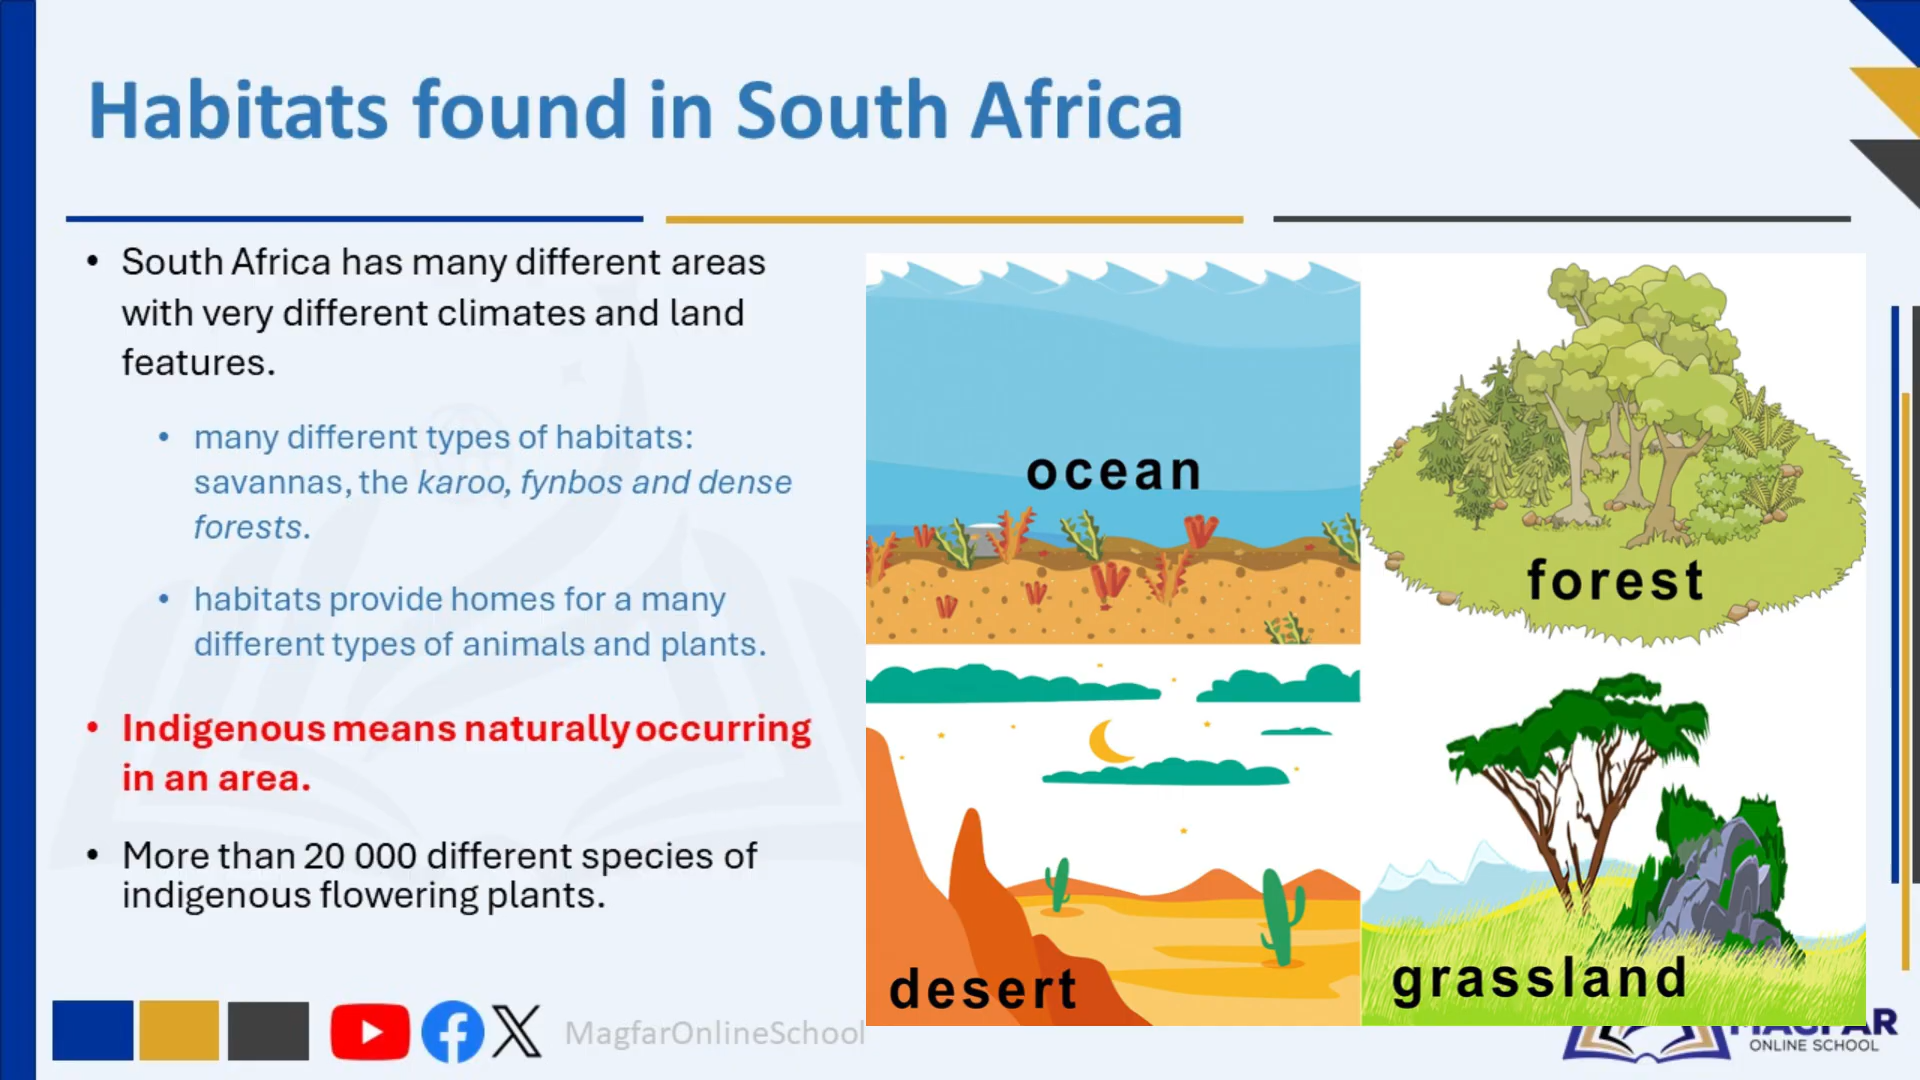 Habitats found in South Africa
• South Africa has many different areas
with very different climates and land
features.
• many different types of habitats:
savannas, the karoo, fynbos and dense
forests.
• habitats provide homes for a many
different types of animals and plants.
• Indigenous means naturally occurring
in an area.
• More than 20 000 different species of
indigenous flowering plants.
ocean
forest
desert
grassland
MagfarOnlineSchool
MAGFAR
ONLINE SCHOOL